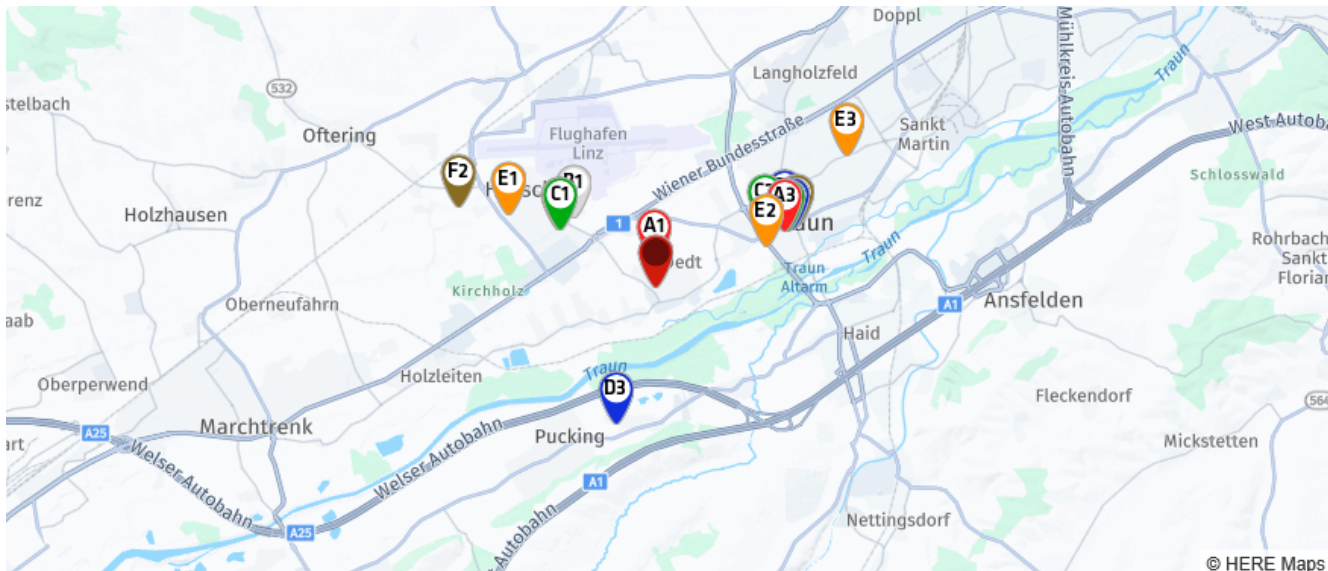 Doppl
Mühlkreis-Autobahn
Traun
Langholzfeld
532
stelbach
Oftering
Flughafen
Linz
Wiener Bundesstraße
E3
Sankt
Martin
West-Autoba
Schlosswald
F2
E1
C1
A3
E2
A1
renz
Holzhausen
1
Traun
Traun
Altarm
Rohrbach
Sankt
Florian
Kirchholz
Oberneufahrn
A1
Ansfelden
aab
Haid
Traun
Oberperwend
Holzleiten
D3
Fleckendorf
564
Marchtrenk
A25
Pucking
Welser Autobahn
art
Mickstetten
Welser Autobahn
A1
A25
Nettingsdorf
Autobahn
© HERE Maps